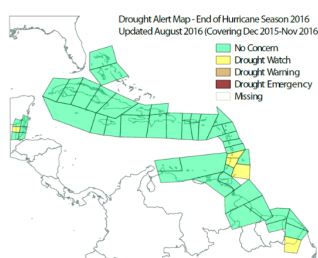 Drought Alert Map - End of Hurricane Season 2016
Updated August 2016 (Covering Dec 2015-Nov 2016
No Concern
Drought Watch
Drought Warning
Drought Emergency
Missing